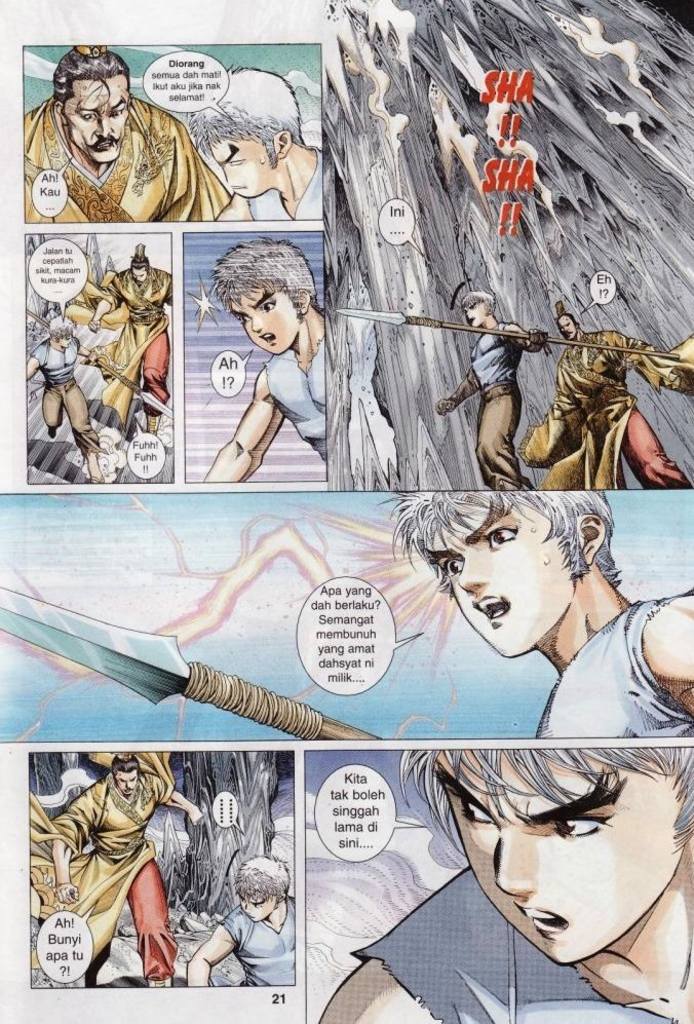 Diorang
semua dah mati!
Ikut aku jika nak
selamat!
Ah!
Kau
...
Jalan tu
cepatlah
sikit, macam
kura-kura
...
Fuhh!
Fuhh
!!
Ah
!?
SHA
!!
SHA
!!
Ini
....
Eh
!?
Apa yang
dah berlaku?
Semangat
membunuh
yang amat
dahsyat ni
milik....
Ah!
Bunyi
apa tu
?!
Kita
tak boleh
singgah
lama di
sini....
21